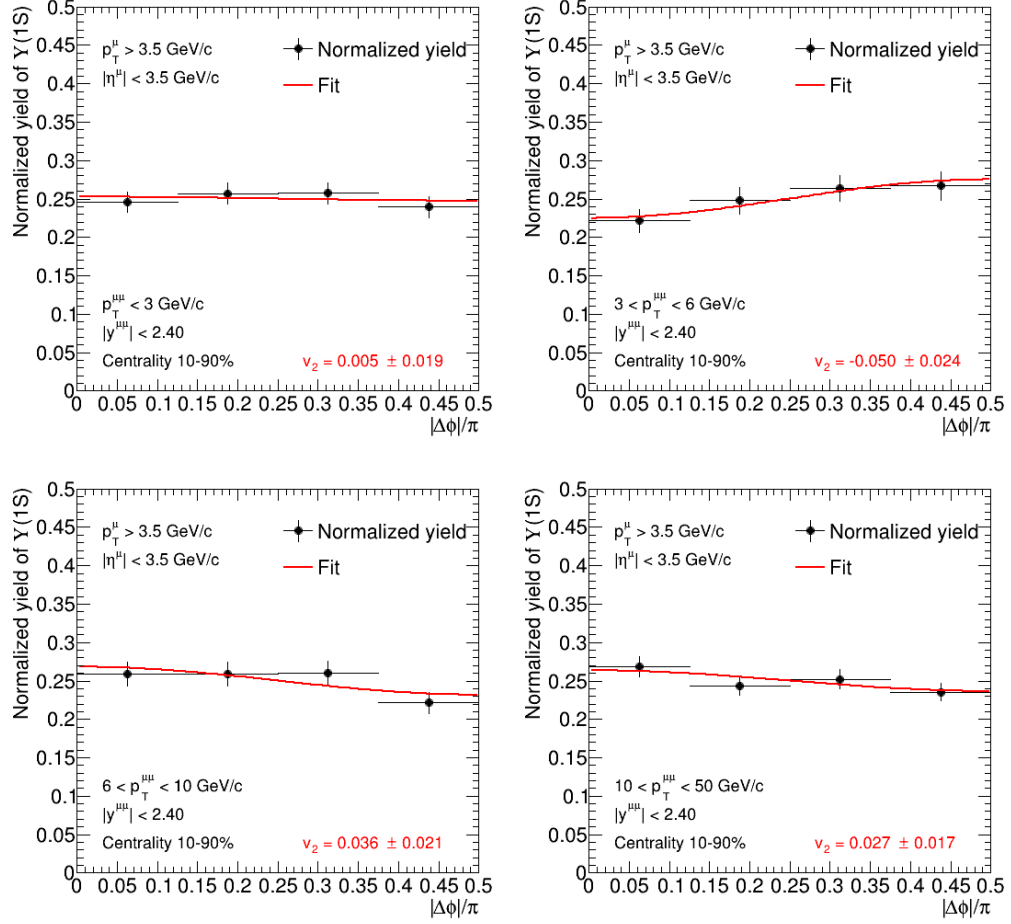 Normalized yield of ϒ(1S)
p_T^μ > 3.5 GeV/c
|η^μ| < 3.5 GeV/c
Normalized yield
Fit
0.5
0.45
0.4
0.35
0.3
0.25
0.2
0.15
0.1
0.05
0
p_T^μμ < 3 GeV/c
|y^μμ| < 2.40
Centrality 10-90%
v_2 = 0.005 ± 0.019
0 0.05 0.1 0.15 0.2 0.25 0.3 0.35 0.4 0.45 0.5
|Δϕ|/π
Normalized yield of ϒ(1S)
p_T^μ > 3.5 GeV/c
|η^μ| < 3.5 GeV/c
Normalized yield
Fit
0.5
0.45
0.4
0.35
0.3
0.25
0.2
0.15
0.1
0.05
0
3 < p_T^μμ < 6 GeV/c
|y^μμ| < 2.40
Centrality 10-90%
v_2 = -0.050 ± 0.024
0 0.05 0.1 0.15 0.2 0.25 0.3 0.35 0.4 0.45 0.5
|Δϕ|/π
Normalized yield of ϒ(1S)
p_T^μ > 3.5 GeV/c
|η^μ| < 3.5 GeV/c
Normalized yield
Fit
0.5
0.45
0.4
0.35
0.3
0.25
0.2
0.15
0.1
0.05
0
6 < p_T^μμ < 10 GeV/c
|y^μμ| < 2.40
Centrality 10-90%
v_2 = 0.036 ± 0.021
0 0.05 0.1 0.15 0.2 0.25 0.3 0.35 0.4 0.45 0.5
|Δϕ|/π
Normalized yield of ϒ(1S)
p_T^μ > 3.5 GeV/c
|η^μ| < 3.5 GeV/c
Normalized yield
Fit
0.5
0.45
0.4
0.35
0.3
0.25
0.2
0.15
0.1
0.05
0
10 < p_T^μμ < 50 GeV/c
|y^μμ| < 2.40
Centrality 10-90%
v_2 = 0.027 ± 0.017
0 0.05 0.1 0.15 0.2 0.25 0.3 0.35 0.4 0.45 0.5
|Δϕ|/π